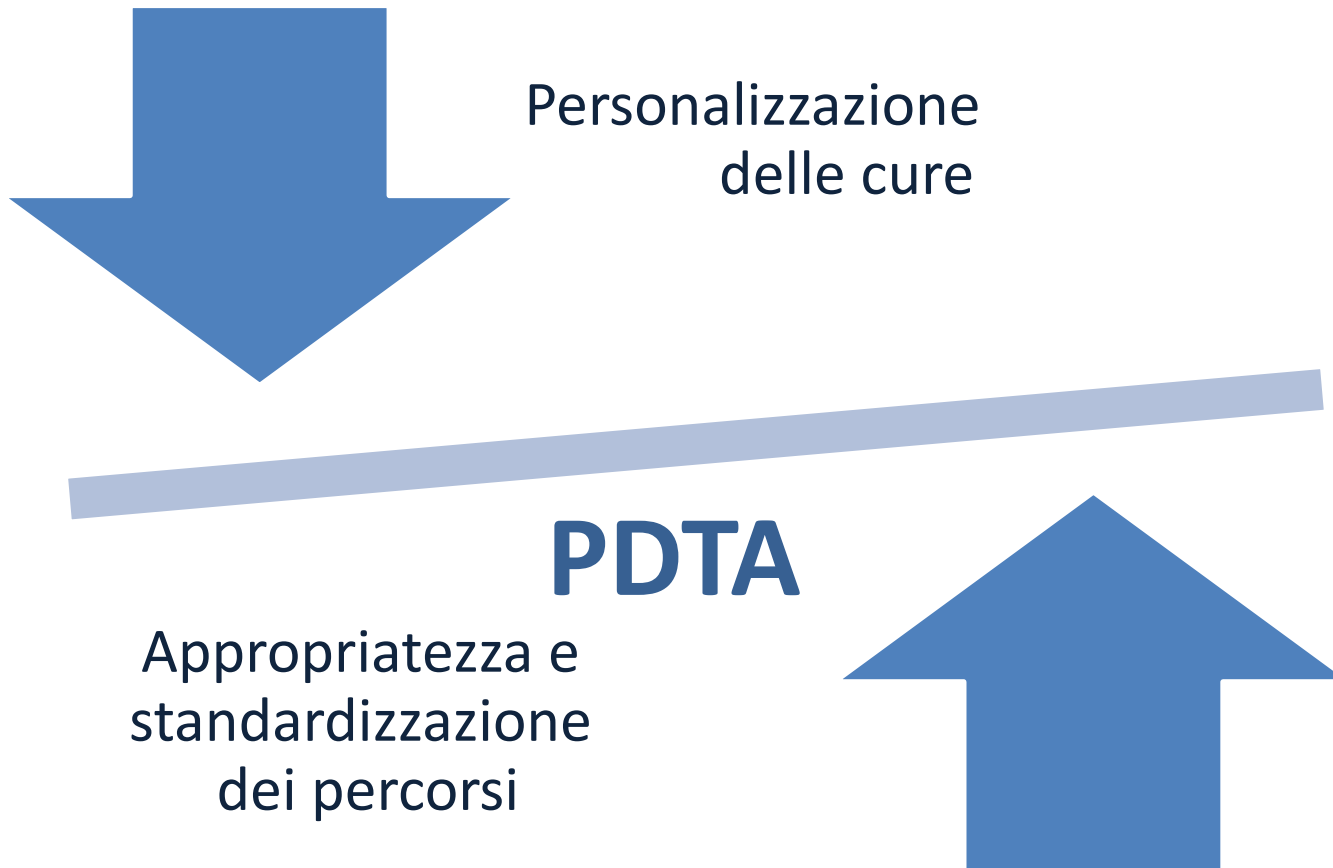 Personalizzazione
delle cure
PDTA
Appropriatezza e
standardizzazione
dei percorsi